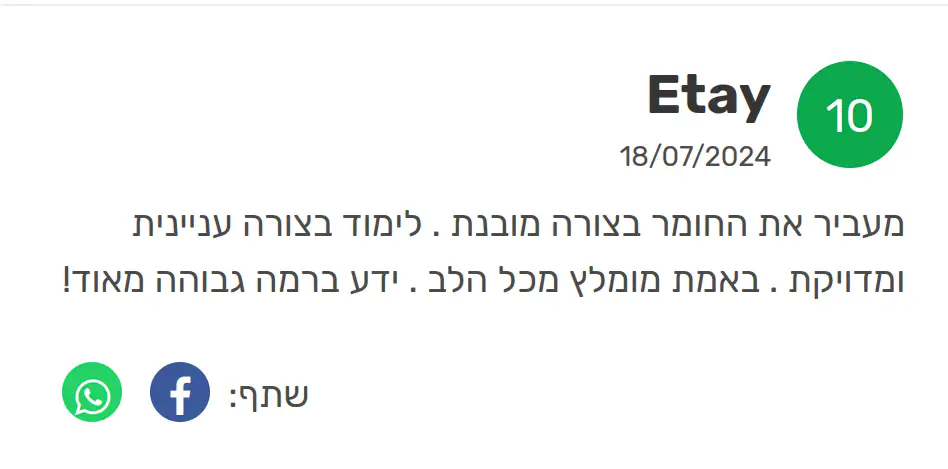 10
Etay
18/07/2024
מעביר את החומר בצורה מובנת . לימוד בצורה עניינית
ומדויקת . באמת מומלץ מכל הלב . ידע ברמה גבוהה מאוד!
שתף: